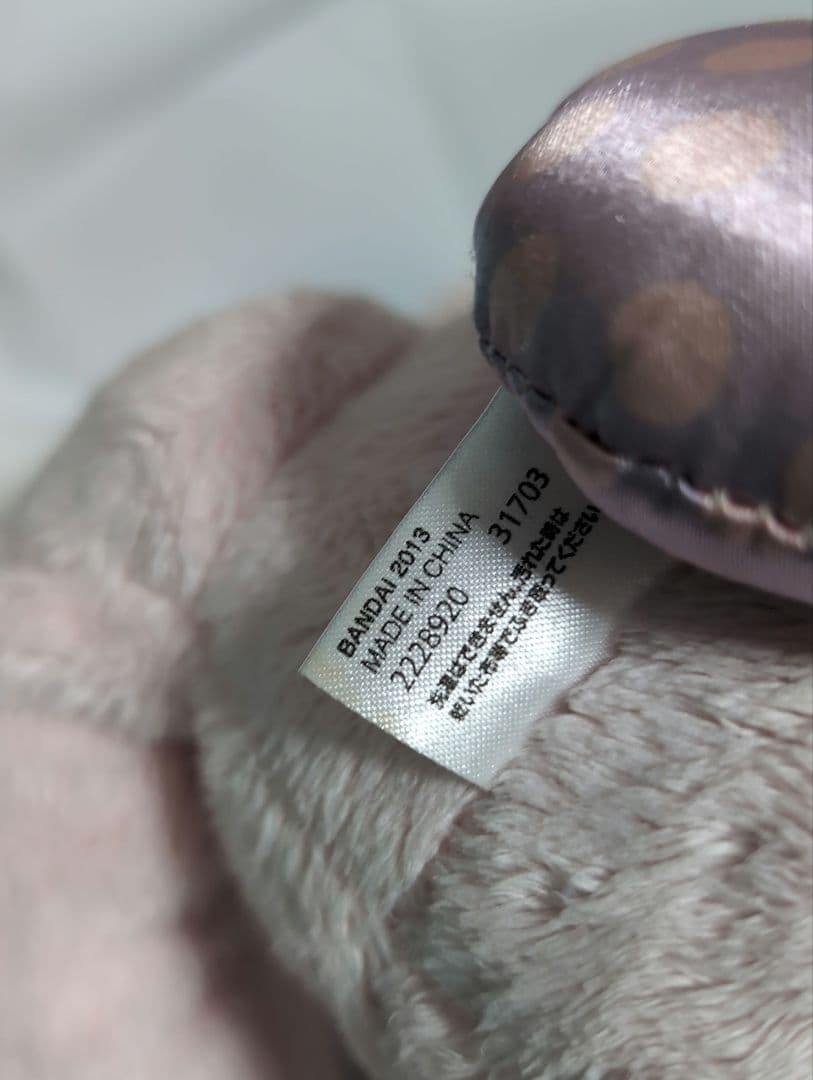 BANDAI 2013
MADE IN CHINA
2228920 31703
洗濯はできません。汚れた際は
乾いた布等でふき取ってください